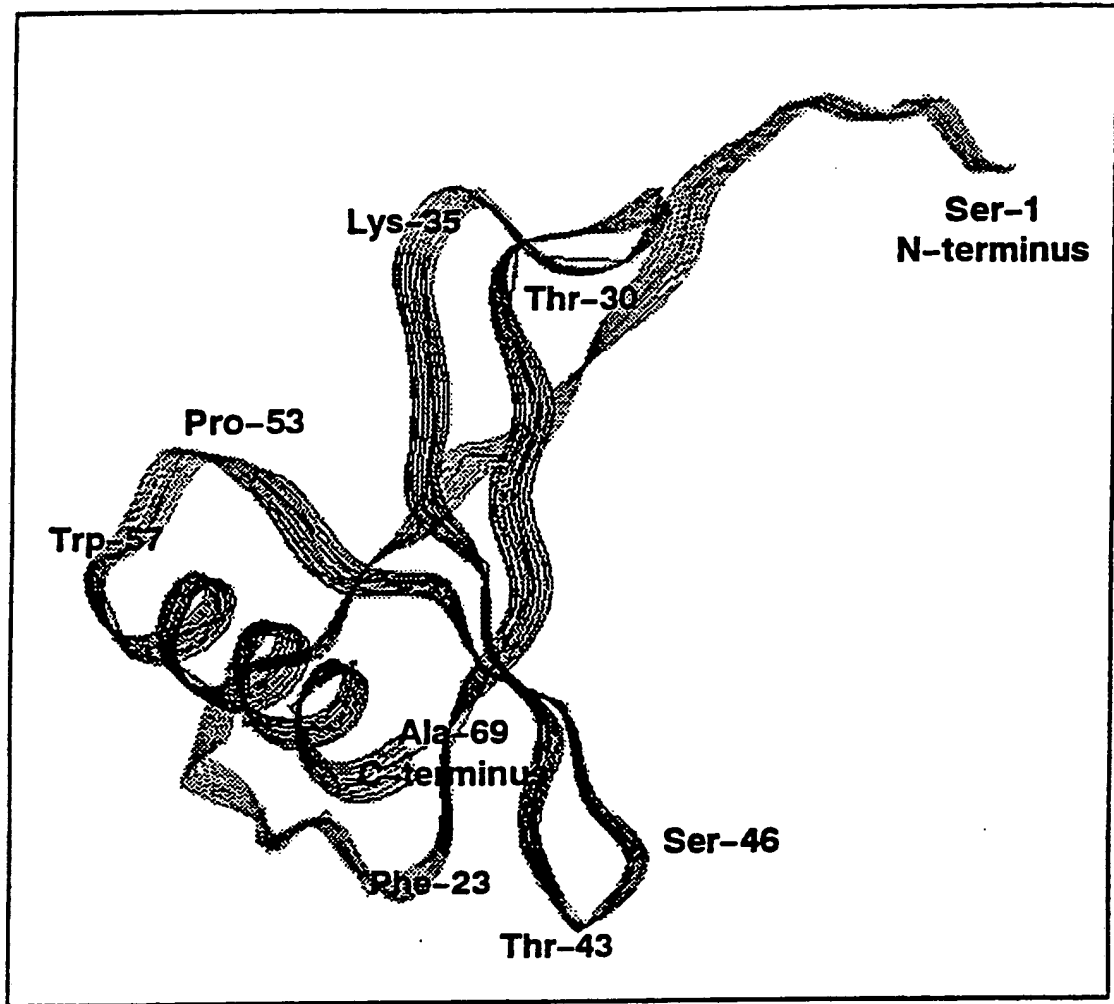 Lys-35
Ser-1
N-terminus
Thr-30
Pro-53
Trp-57
Ala-69
C-terminus
Ser-46
Phe-23
Thr-43